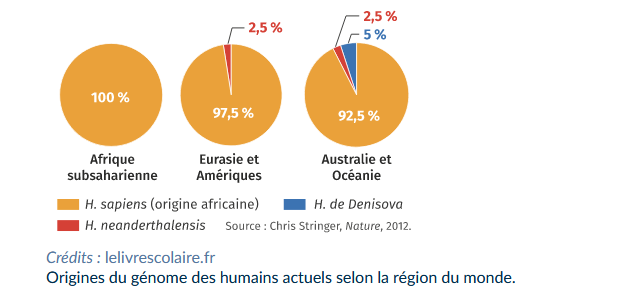 2,5 %
2,5 %
5 %
100 %
97,5 %
92,5 %
Afrique
subsaharienne
Eurasie et
Amériques
Australie et
Océanie
H. sapiens (origine africaine)
H. de Denisova
H. neanderthalensis
Source : Chris Stringer, Nature, 2012.
Crédits : lelivrescolaire.fr
Origines du génome des humains actuels selon la région du monde.